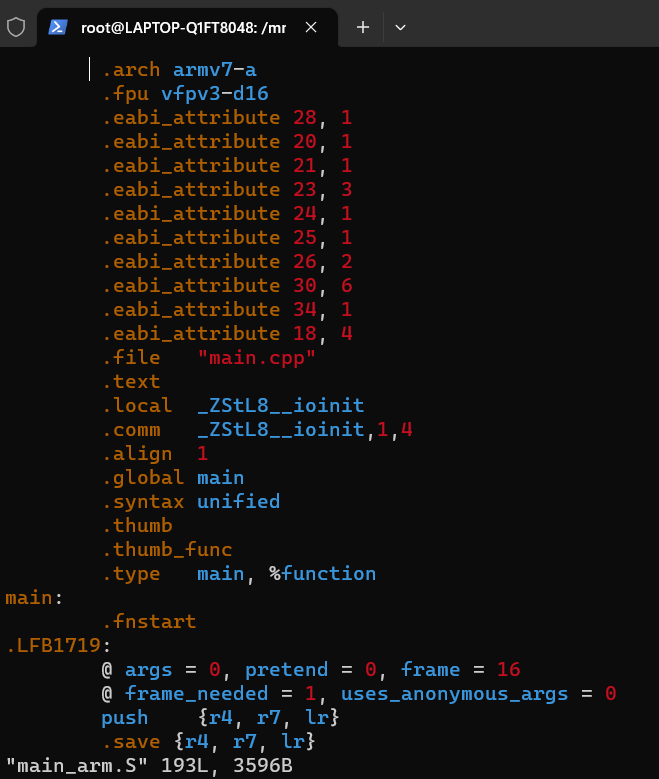 root@LAPTOP-Q1FT8048: /mr
.arch armv7-a
.fpu vfpv3-d16
.eabi_attribute 28, 1
.eabi_attribute 20, 1
.eabi_attribute 21, 1
.eabi_attribute 23, 3
.eabi_attribute 24, 1
.eabi_attribute 25, 1
.eabi_attribute 26, 2
.eabi_attribute 30, 6
.eabi_attribute 34, 1
.eabi_attribute 18, 4
.file "main.cpp"
.text
.local _ZStL8__ioinit
.comm _ZStL8__ioinit,1,4
.align 1
.global main
.syntax unified
.thumb
.thumb_func
.type main, %function
main:
.fnstart
.LFB1719:
@ args = 0, pretend = 0, frame = 16
@ frame_needed = 1, uses_anonymous_args = 0
push {r4, r7, lr}
.save {r4, r7, lr}
"main_arm.S" 193L, 3596B